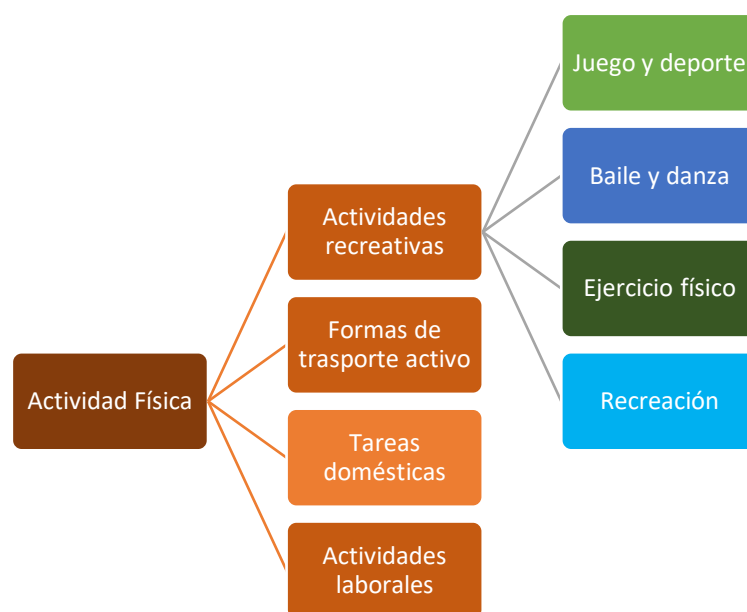 Actividad Física
Actividades
recreativas
Formas de
trasporte activo
Tareas
domésticas
Actividades
laborales
Juego y deporte
Baile y danza
Ejercicio físico
Recreación